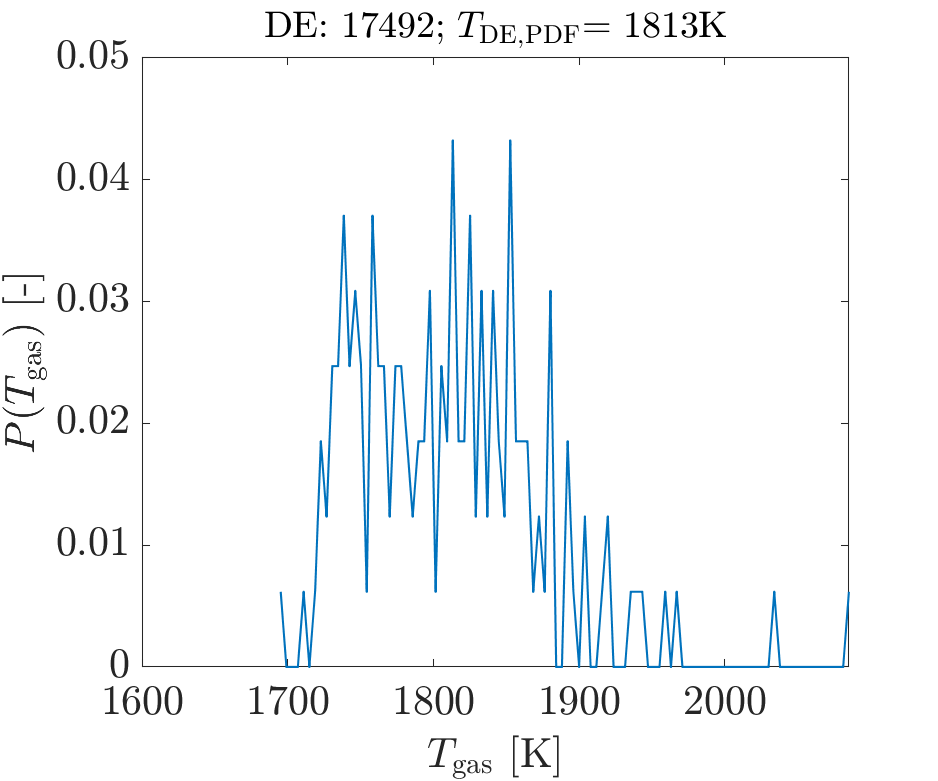 DE: 17492; T_DE,PDF= 1813K
0.05
0.04
0.03
0.02
0.01
0
P(T_gas) [-]
1600 1700 1800 1900 2000
T_gas [K]